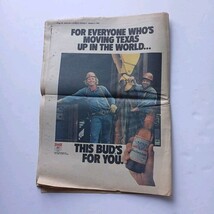 FOR EVERYONE WHO'S
MOVING TEXAS
UP IN THE WORLD...
THIS BUD'S
FOR YOU.